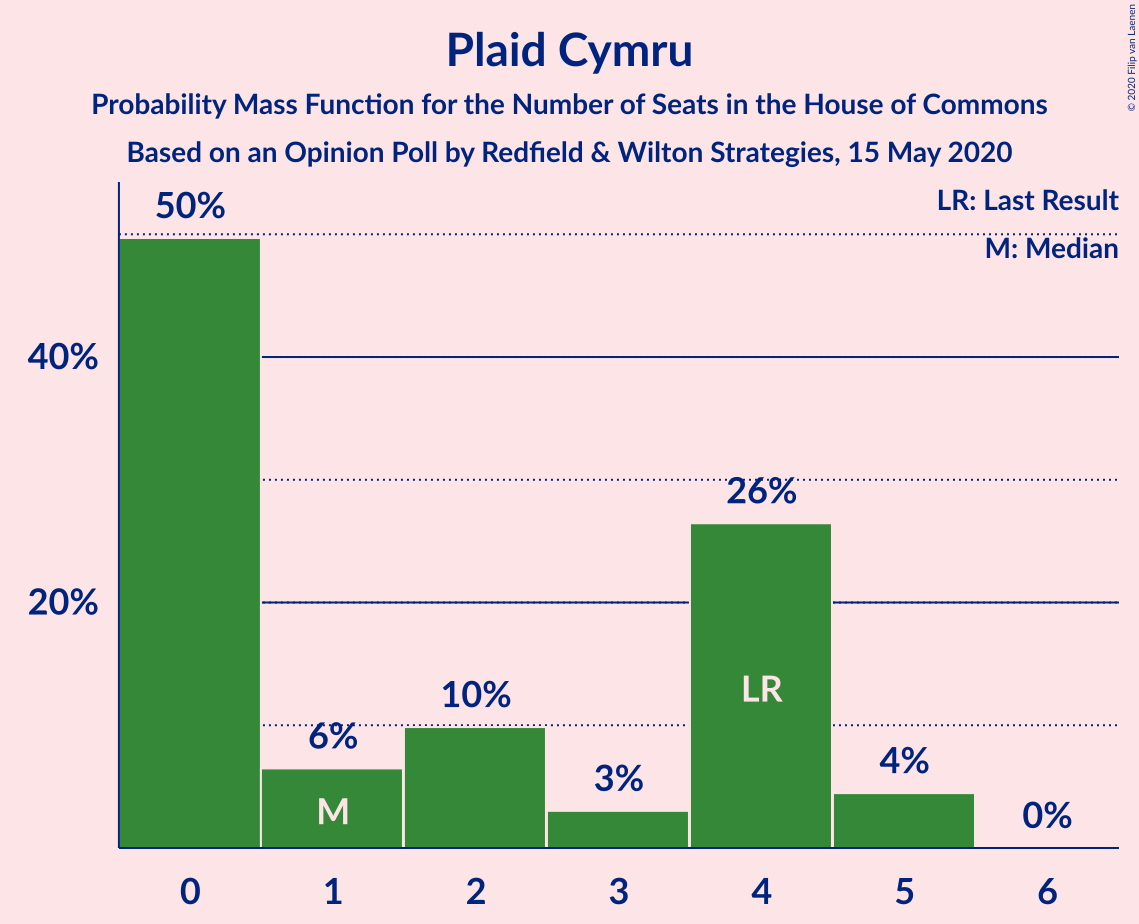 Plaid Cymru
Probability Mass Function for the Number of Seats in the House of Commons
Based on an Opinion Poll by Redfield & Wilton Strategies, 15 May 2020
© 2020 Filip van Laenen
LR: Last Result
M: Median
50%
40%
26%
20%
LR
10%
6%
4%
3%
M
0%
0 1 2 3 4 5 6